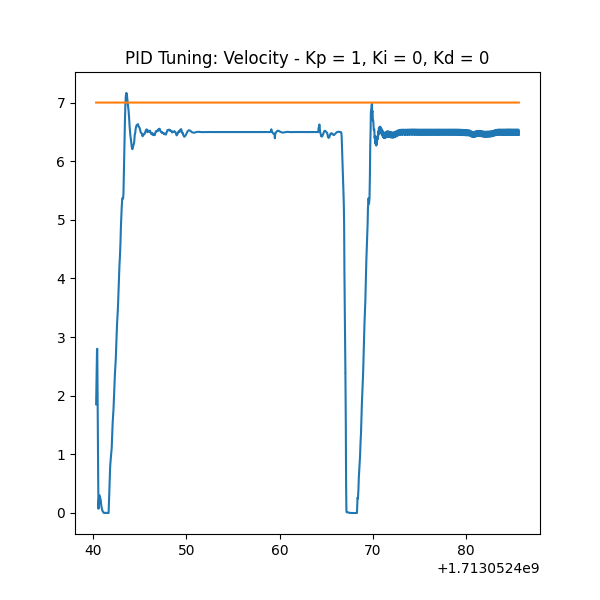 PID Tuning: Velocity - Kp = 1, Ki = 0, Kd = 0
7
6
5
4
3
2
1
0
40 50 60 70 80
+1.7130524e9